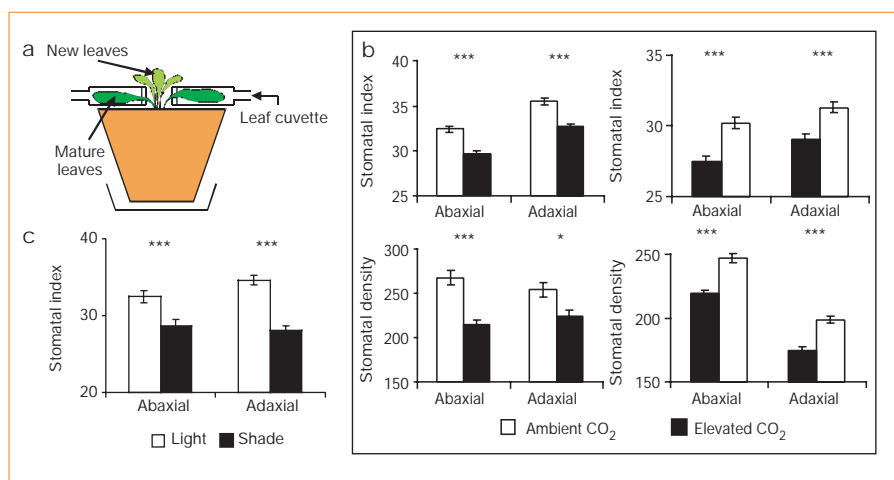 a
New leaves
Leaf cuvette
Mature
leaves
b
Stomatal index
40
35
30
25
***
***
Abaxial
Adaxial
Stomatal index
35
30
25
***
***
Abaxial
Adaxial
Stomatal density
300
250
200
150
***
*
Abaxial
Adaxial
Stomatal density
250
200
150
***
***
Abaxial
Adaxial
Ambient CO2
Elevated CO2
c
Stomatal index
40
30
20
***
***
Abaxial
Adaxial
Light
Shade